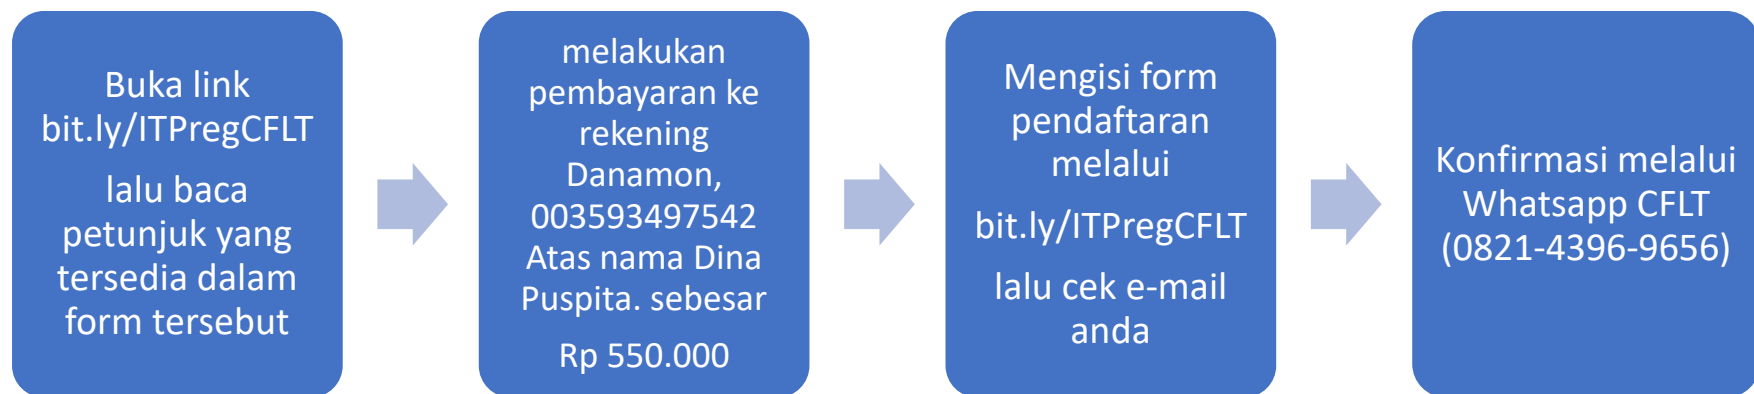 Buka link
bit.ly/ITPregCFLT
lalu baca
petunjuk yang
tersedia dalam
form tersebut
melakukan
pembayaran ke
rekening
Danamon,
003593497542
Atas nama Dina
Puspita. sebesar
Rp 550.000
Mengisi form
pendaftaran
melalui
bit.ly/ITPregCFLT
lalu cek e-mail
anda
Konfirmasi melalui
Whatsapp CFLT
(0821-4396-9656)